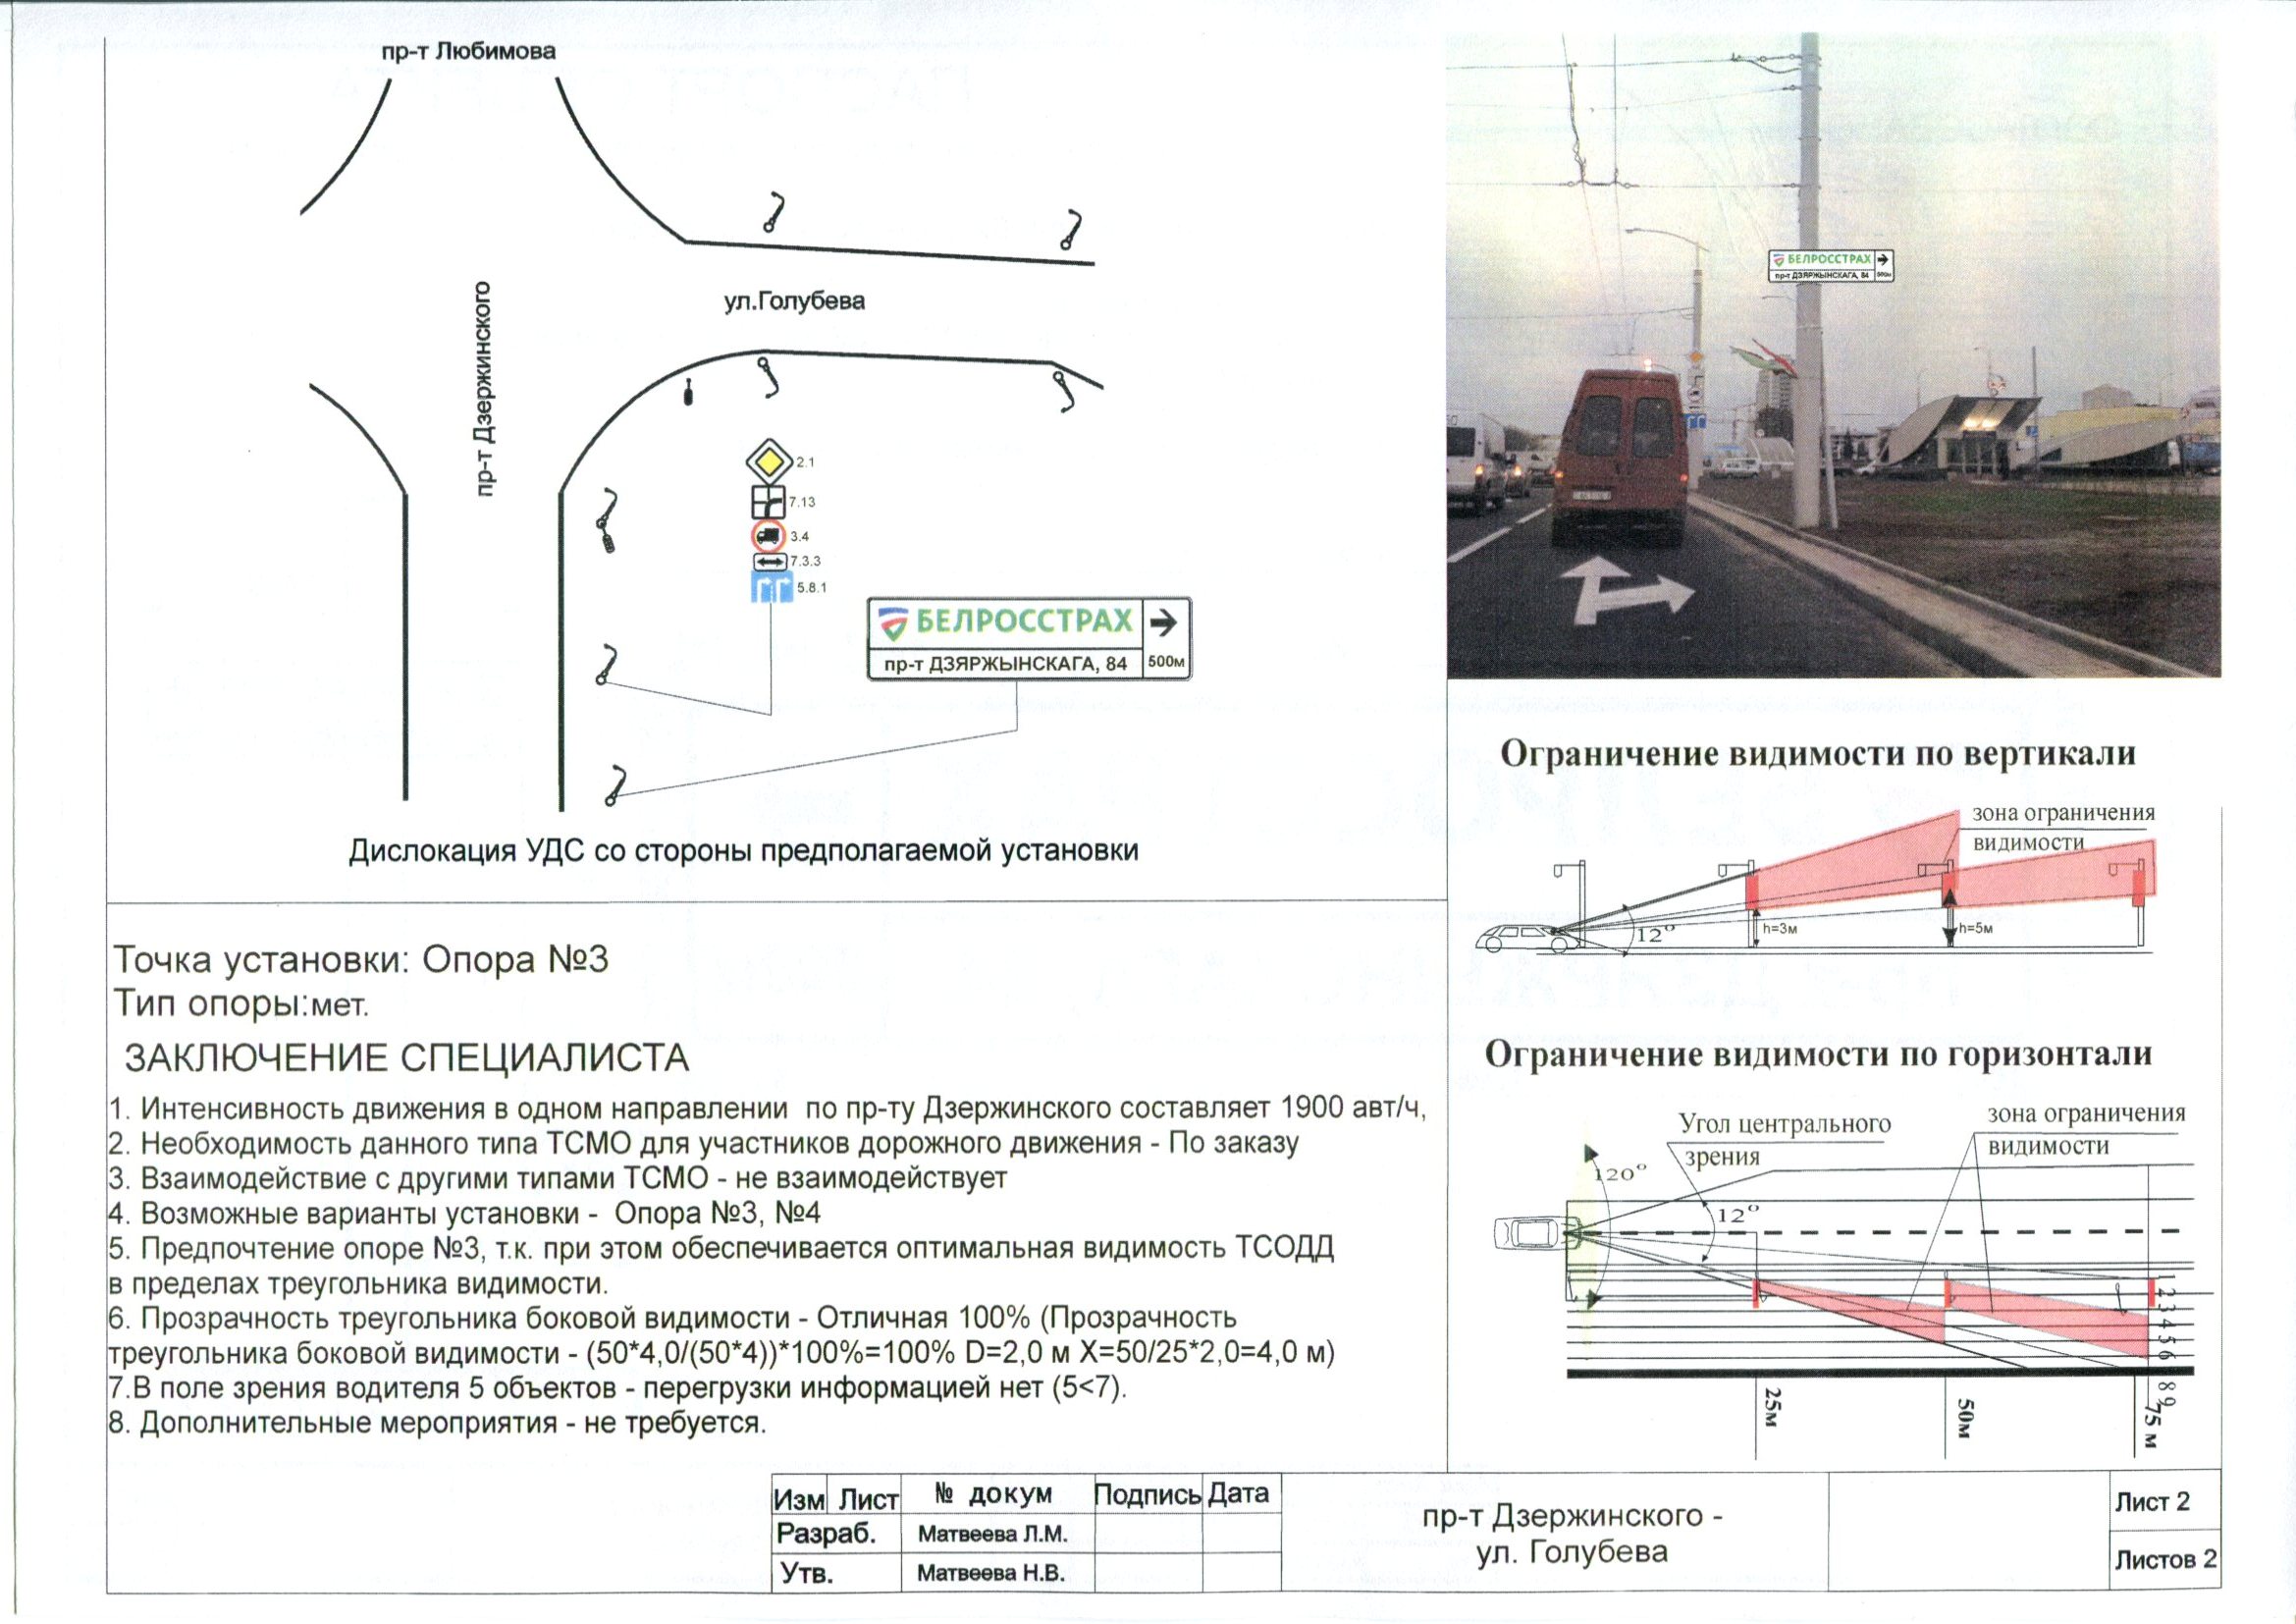 пр-т Любимова
ул.Голубева
пр-т Дзержинского
2.1
7.13
3.4
7.3.3
5.8.1
БЕЛРОССТРАХ
пр-т ДЗЯРЖЫНСКАГА, 84
500м
Дислокация УДС со стороны предполагаемой установки
БЕЛРОССТРАХ
пр-т ДЗЯРЖЫНСКАГА, 84
500м
Ограничение видимости по вертикали
зона ограничения
видимости
12°
h=3м
h=5м
Ограничение видимости по горизонтали
Угол центрального
зрения
зона ограничения
видимости
120°
12°
1 2 3 4 5 6
8 9
25м
50м
75 м
Точка установки: Опора №3
Тип опоры:мет.
ЗАКЛЮЧЕНИЕ СПЕЦИАЛИСТА
1. Интенсивность движения в одном направлении по пр-ту Дзержинского составляет 1900 авт/ч,
2. Необходимость данного типа ТСМО для участников дорожного движения - По заказу
3. Взаимодействие с другими типами ТСМО - не взаимодействует
4. Возможные варианты установки - Опора №3, №4
5. Предпочтение опоре №3, т.к. при этом обеспечивается оптимальная видимость ТСОДД
в пределах треугольника видимости.
6. Прозрачность треугольника боковой видимости - Отличная 100% (Прозрачность
треугольника боковой видимости - (50*4,0/(50*4))*100%=100% D=2,0 м X=50/25*2,0=4,0 м)
7.В поле зрения водителя 5 объектов - перегрузки информацией нет (5<7).
8. Дополнительные мероприятия - не требуется.
Изм Лист № докум Подпись Дата
Разраб. Матвеева Л.М.
Утв. Матвеева Н.В.
пр-т Дзержинского -
ул. Голубева
Лист 2
Листов 2